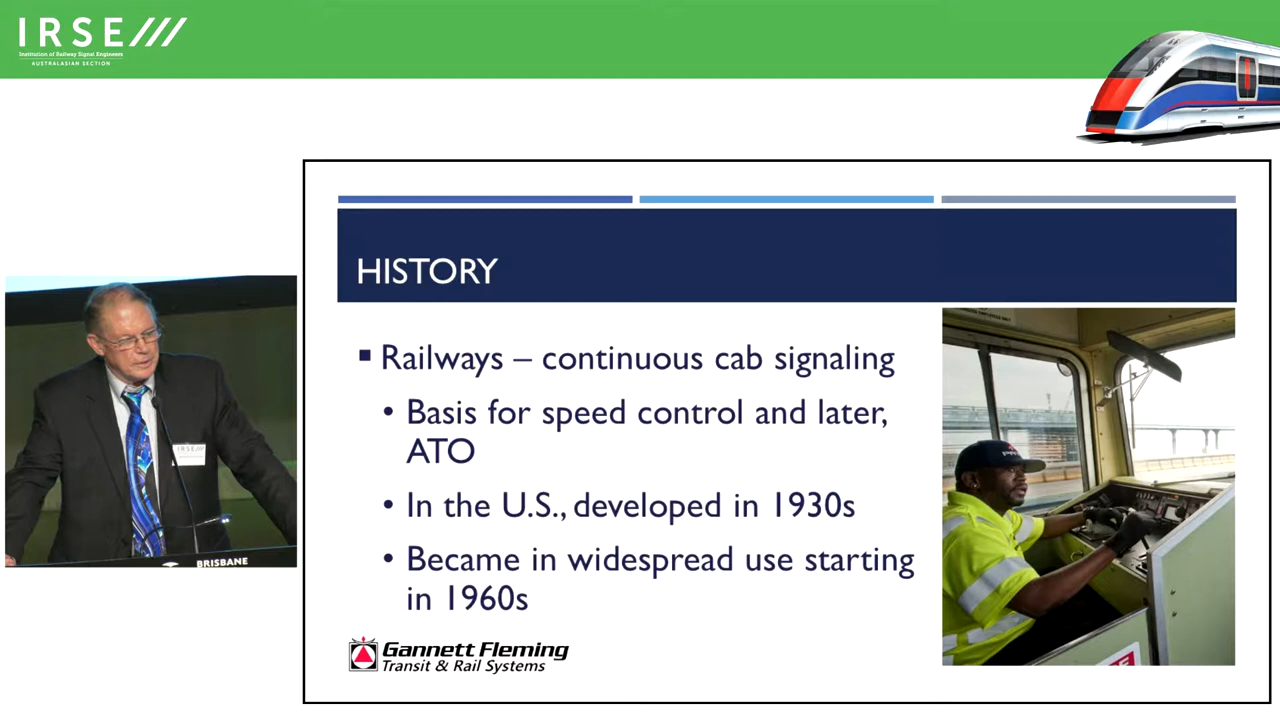 IRSE
Institution of Railway Signal Engineers
AUSTRALASIAN SECTION
HISTORY
▪ Railways – continuous cab signaling
• Basis for speed control and later,
ATO
• In the U.S., developed in 1930s
• Became in widespread use starting
in 1960s
Gannett Fleming
Transit & Rail Systems
IRSE
BRISBANE